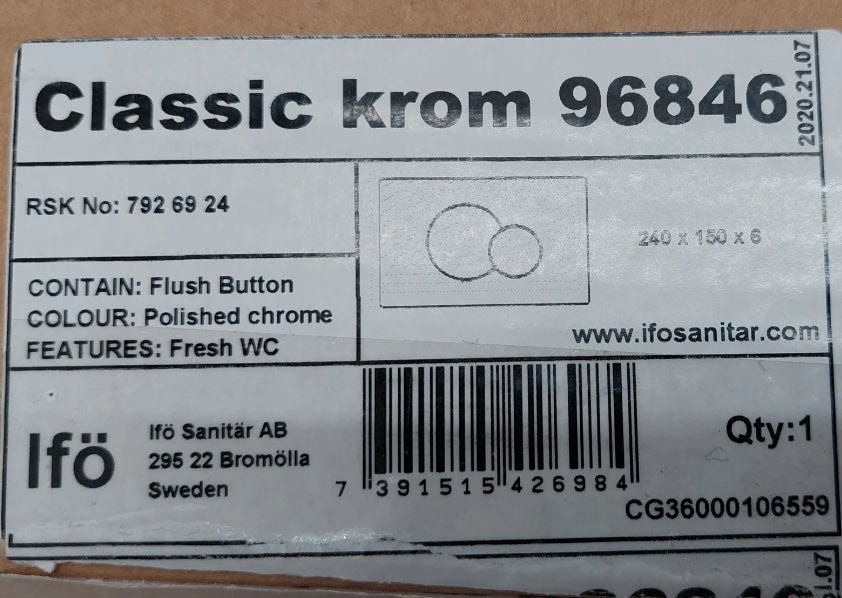 Classic krom 96846
2020.21.07
RSK No: 792 69 24
240 x 150 x 6
CONTAIN: Flush Button
COLOUR: Polished chrome
FEATURES: Fresh WC
www.ifosanitar.com
Ifö
Ifö Sanitär AB
295 22 Bromölla
Sweden
7 391515 426984
Qty:1
CG36000106559